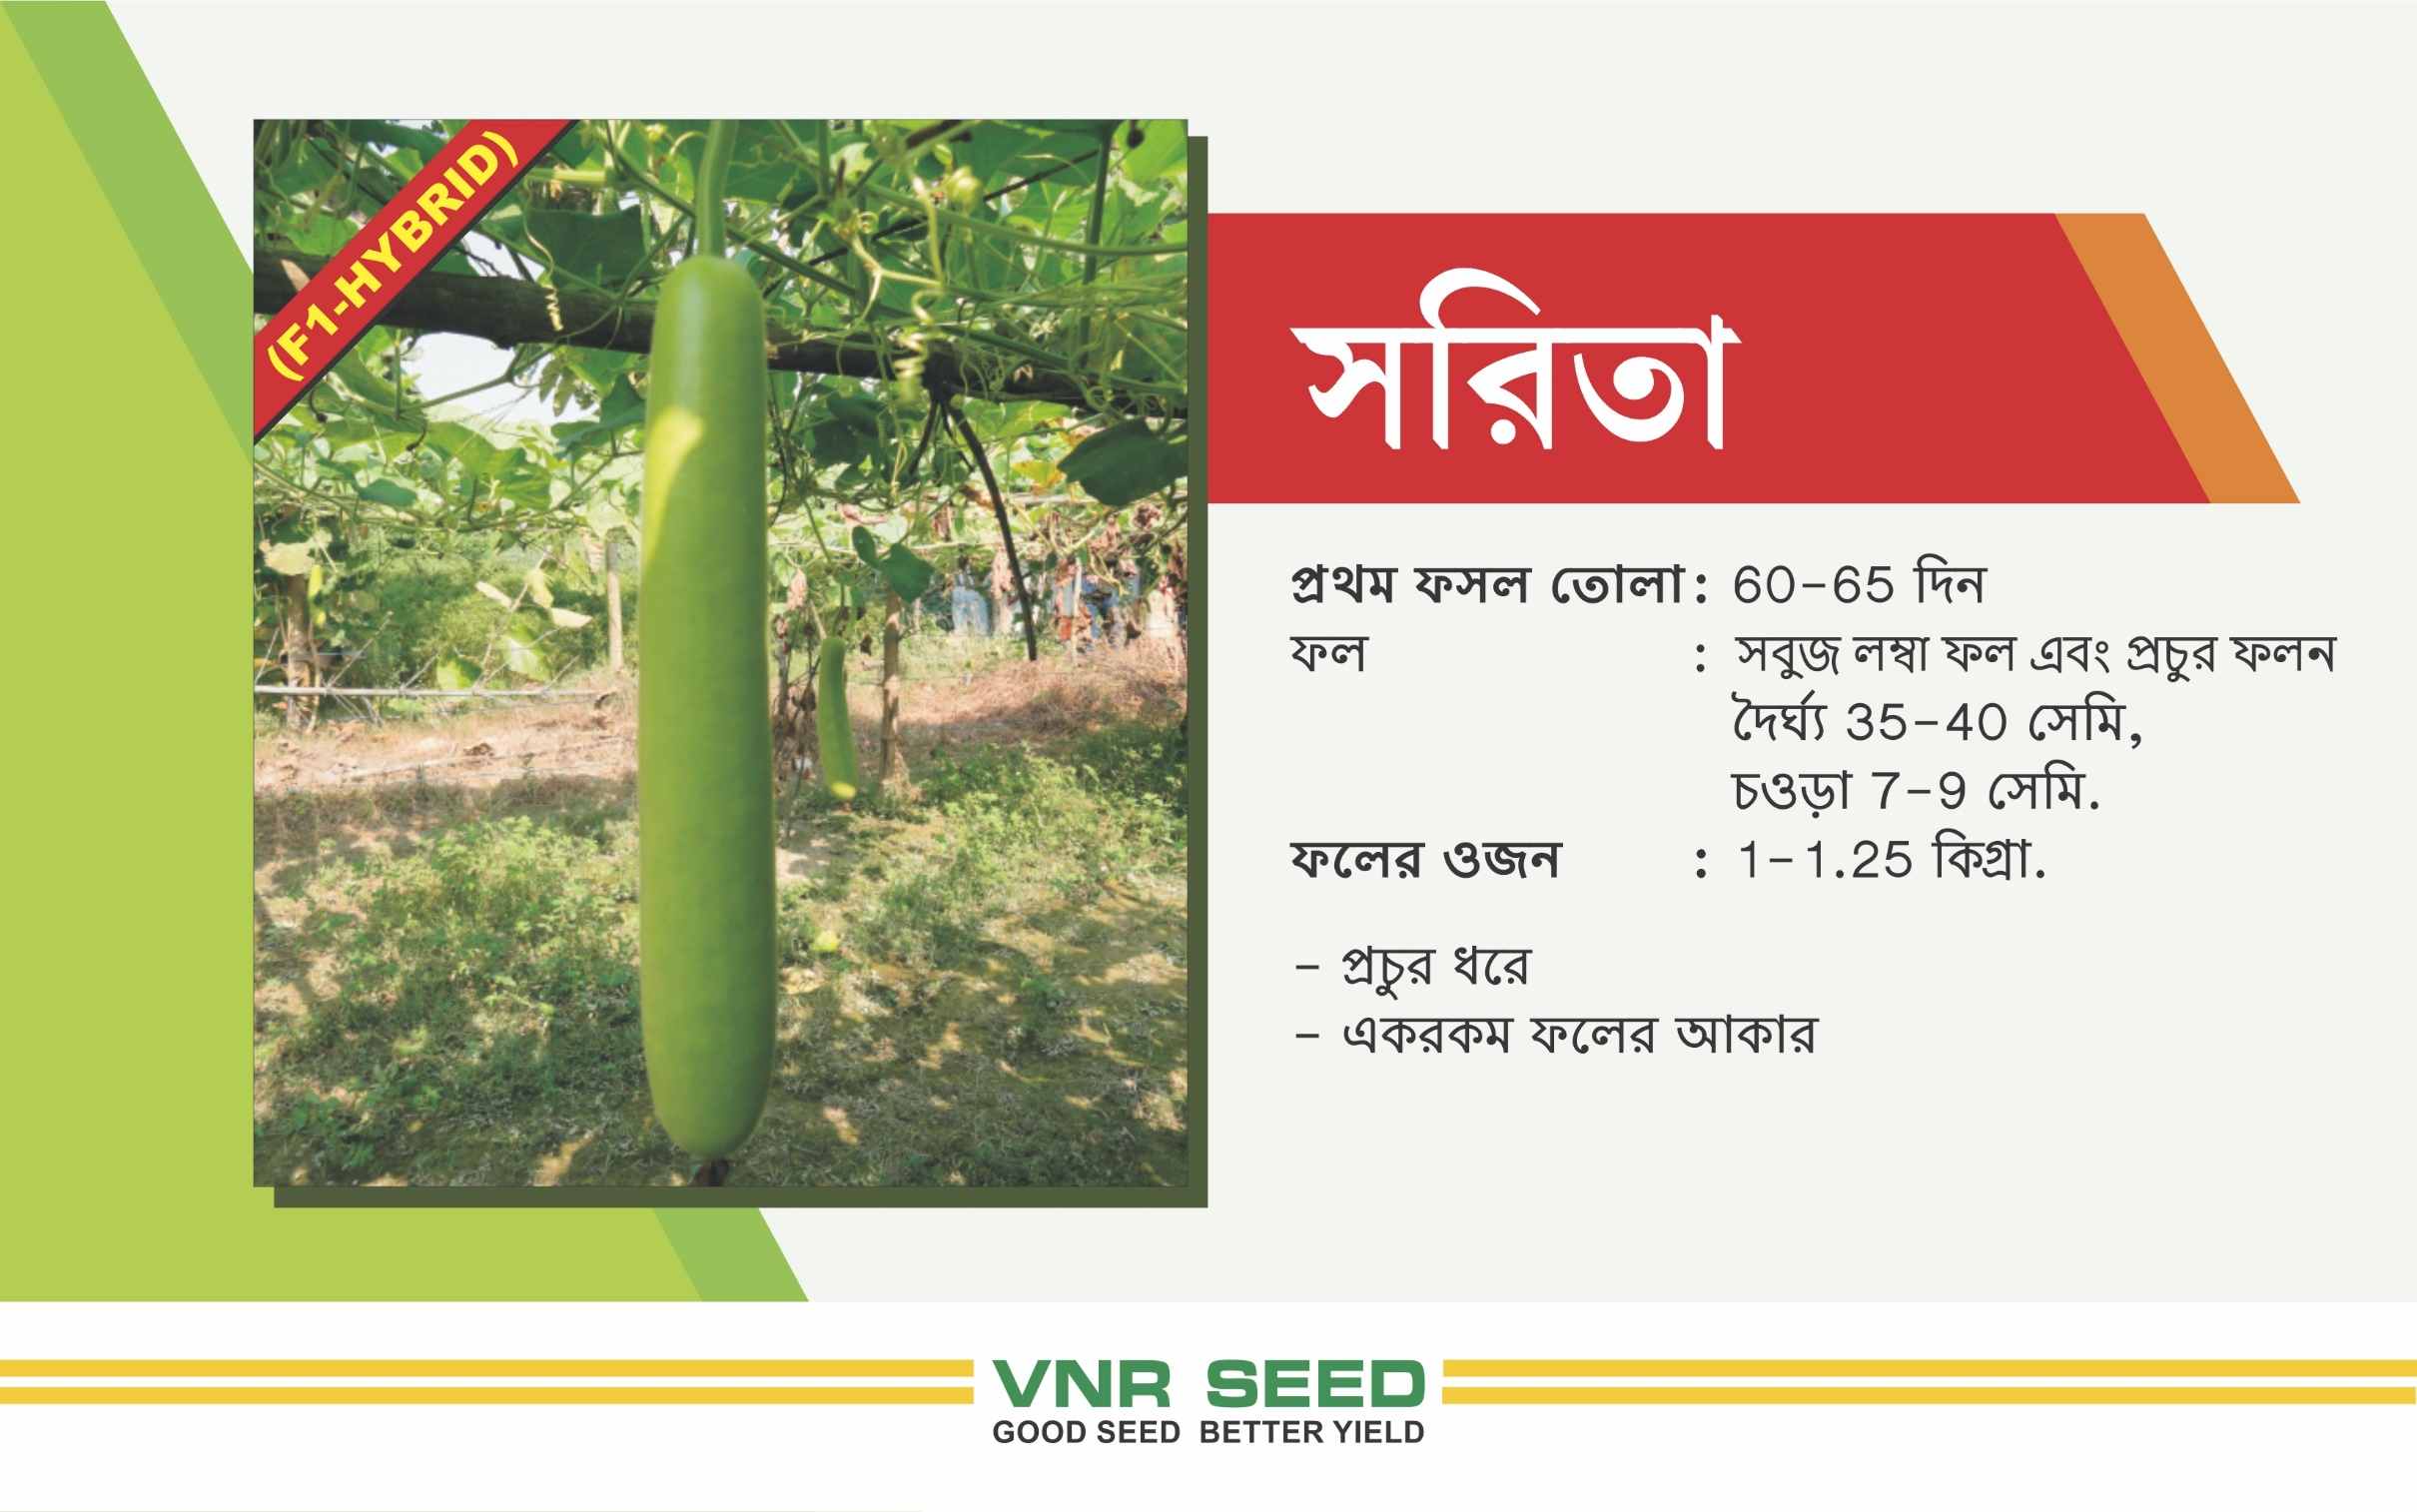 (F1-HYBRID)
সরিতা
প্রথম ফসল তোলা : 60-65 দিন
ফল : সবুজ লম্বা ফল এবং প্রচুর ফলন
দৈর্ঘ্য 35-40 সেমি,
চওড়া 7-9 সেমি.
ফলের ওজন : 1-1.25 কিগ্রা.
- প্রচুর ধরে
- একরকম ফলের আকার
VNR SEED
GOOD SEED BETTER YIELD